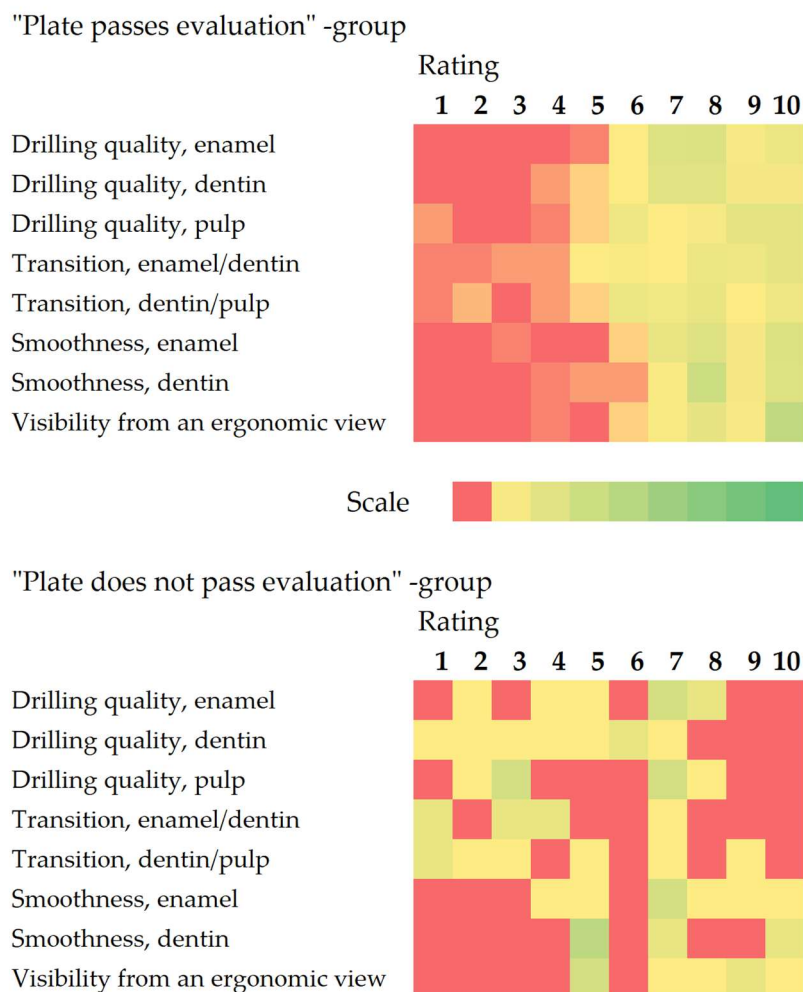 "Plate passes evaluation" -group
Rating
1 2 3 4 5 6 7 8 9 10
Drilling quality, enamel
Drilling quality, dentin
Drilling quality, pulp
Transition, enamel/dentin
Transition, dentin/pulp
Smoothness, enamel
Smoothness, dentin
Visibility from an ergonomic view
Scale
"Plate does not pass evaluation" -group
Rating
1 2 3 4 5 6 7 8 9 10
Drilling quality, enamel
Drilling quality, dentin
Drilling quality, pulp
Transition, enamel/dentin
Transition, dentin/pulp
Smoothness, enamel
Smoothness, dentin
Visibility from an ergonomic view